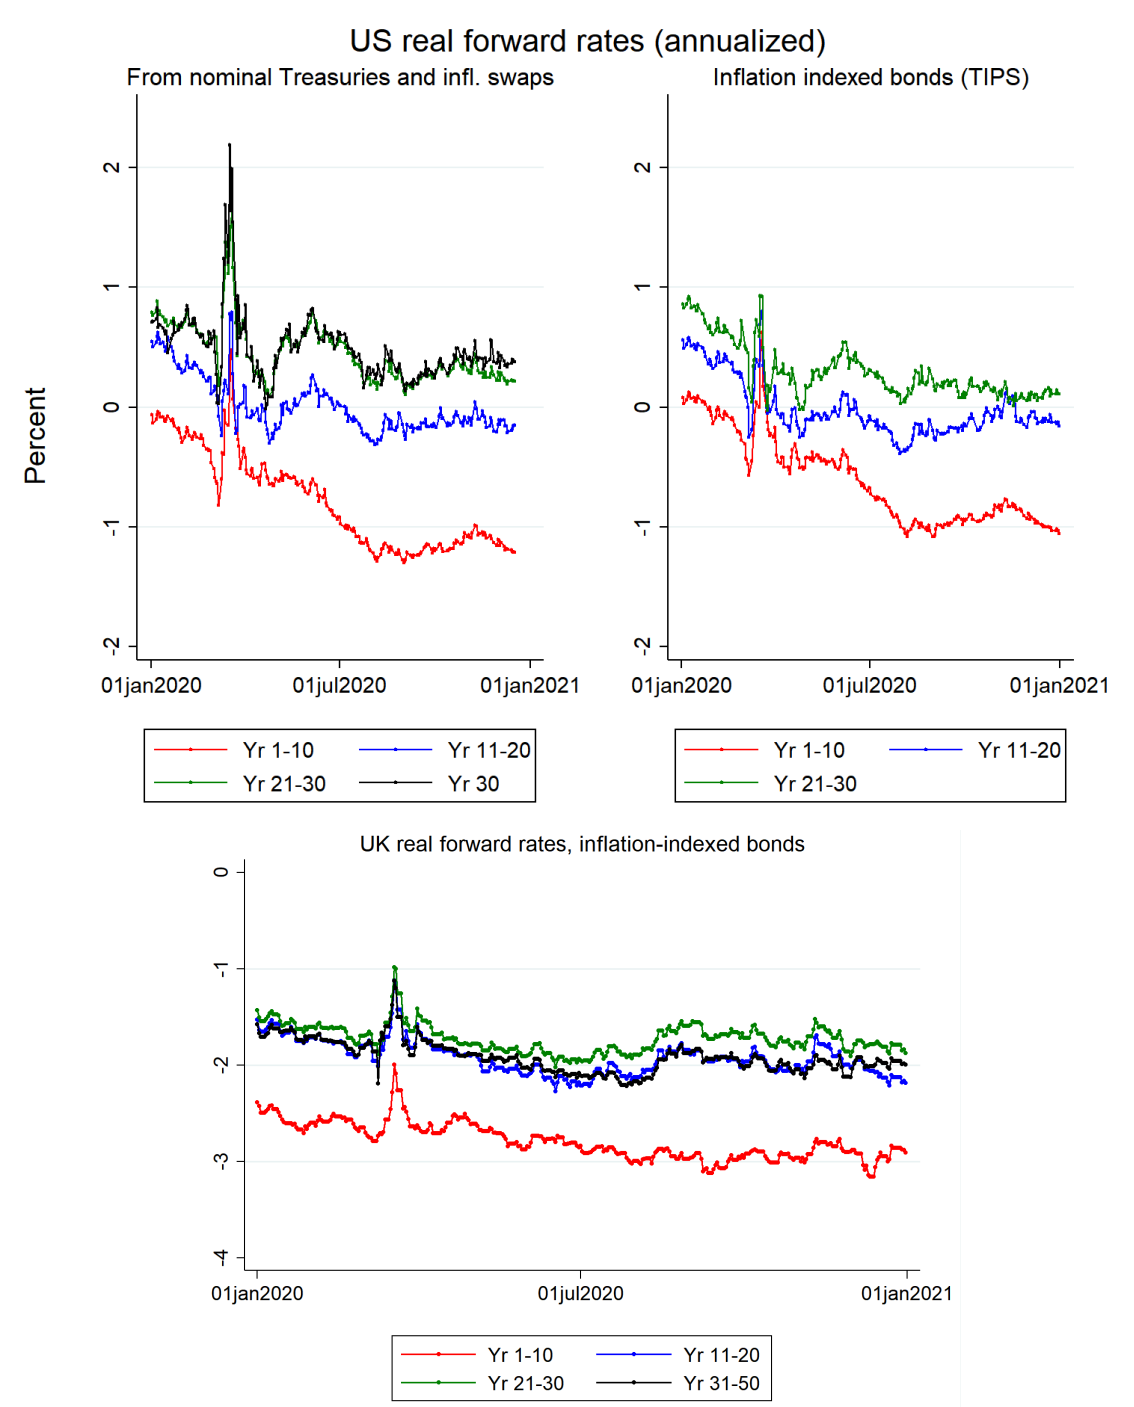 US real forward rates (annualized)
From nominal Treasuries and infl. swaps
Inflation indexed bonds (TIPS)
Percent
2
1
0
-1
-2
01jan2020 01jul2020 01jan2021
2
1
0
-1
-2
01jan2020 01jul2020 01jan2021
Yr 1-10 Yr 11-20
Yr 21-30 Yr 30
Yr 1-10 Yr 11-20
Yr 21-30
UK real forward rates, inflation-indexed bonds
0
-1
-2
-3
-4
01jan2020 01jul2020 01jan2021
Yr 1-10 Yr 11-20
Yr 21-30 Yr 31-50